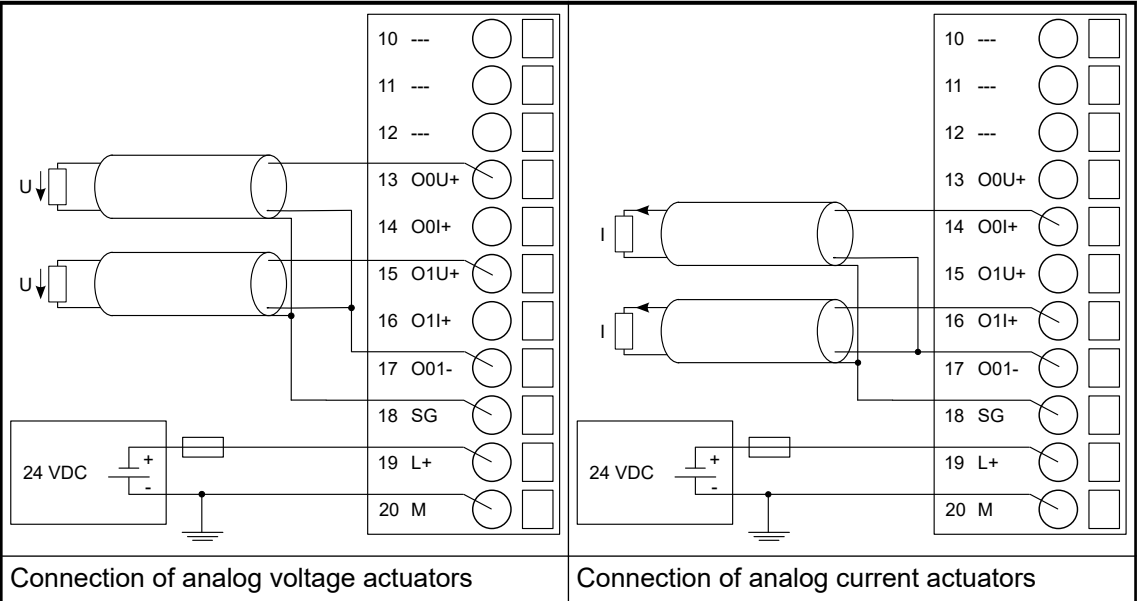 10 ---
11 ---
12 ---
U
13 O0U+
14 O0I+
U
15 O1U+
16 O1I+
17 O01-
18 SG
24 VDC
+
-
19 L+
20 M
Connection of analog voltage actuators
10 ---
11 ---
12 ---
13 O0U+
I
14 O0I+
15 O1U+
I
16 O1I+
17 O01-
18 SG
24 VDC
+
-
19 L+
20 M
Connection of analog current actuators